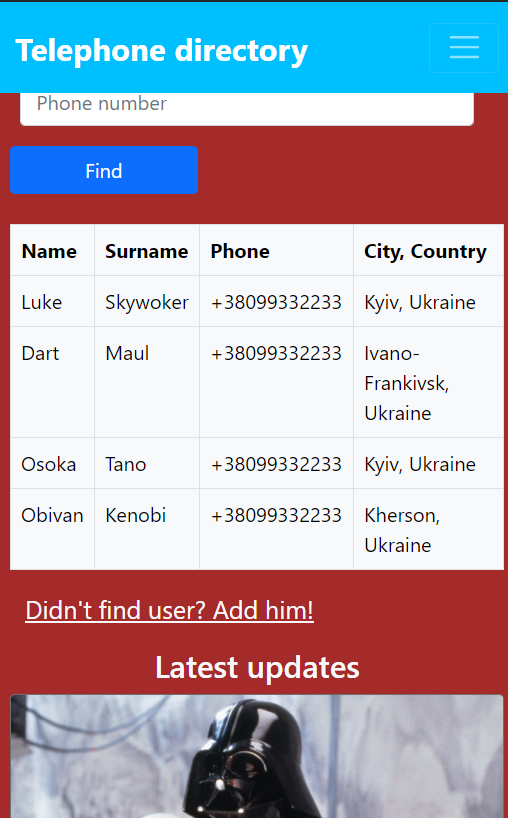 Telephone directory
Phone number
Find
Name Surname Phone City, Country
Luke Skywoker +38099332233 Kyiv, Ukraine
Dart Maul +38099332233 Ivano-
Frankivsk,
Ukraine
Osoka Tano +38099332233 Kyiv, Ukraine
Obivan Kenobi +38099332233 Kherson,
Ukraine
Didn't find user? Add him!
Latest updates